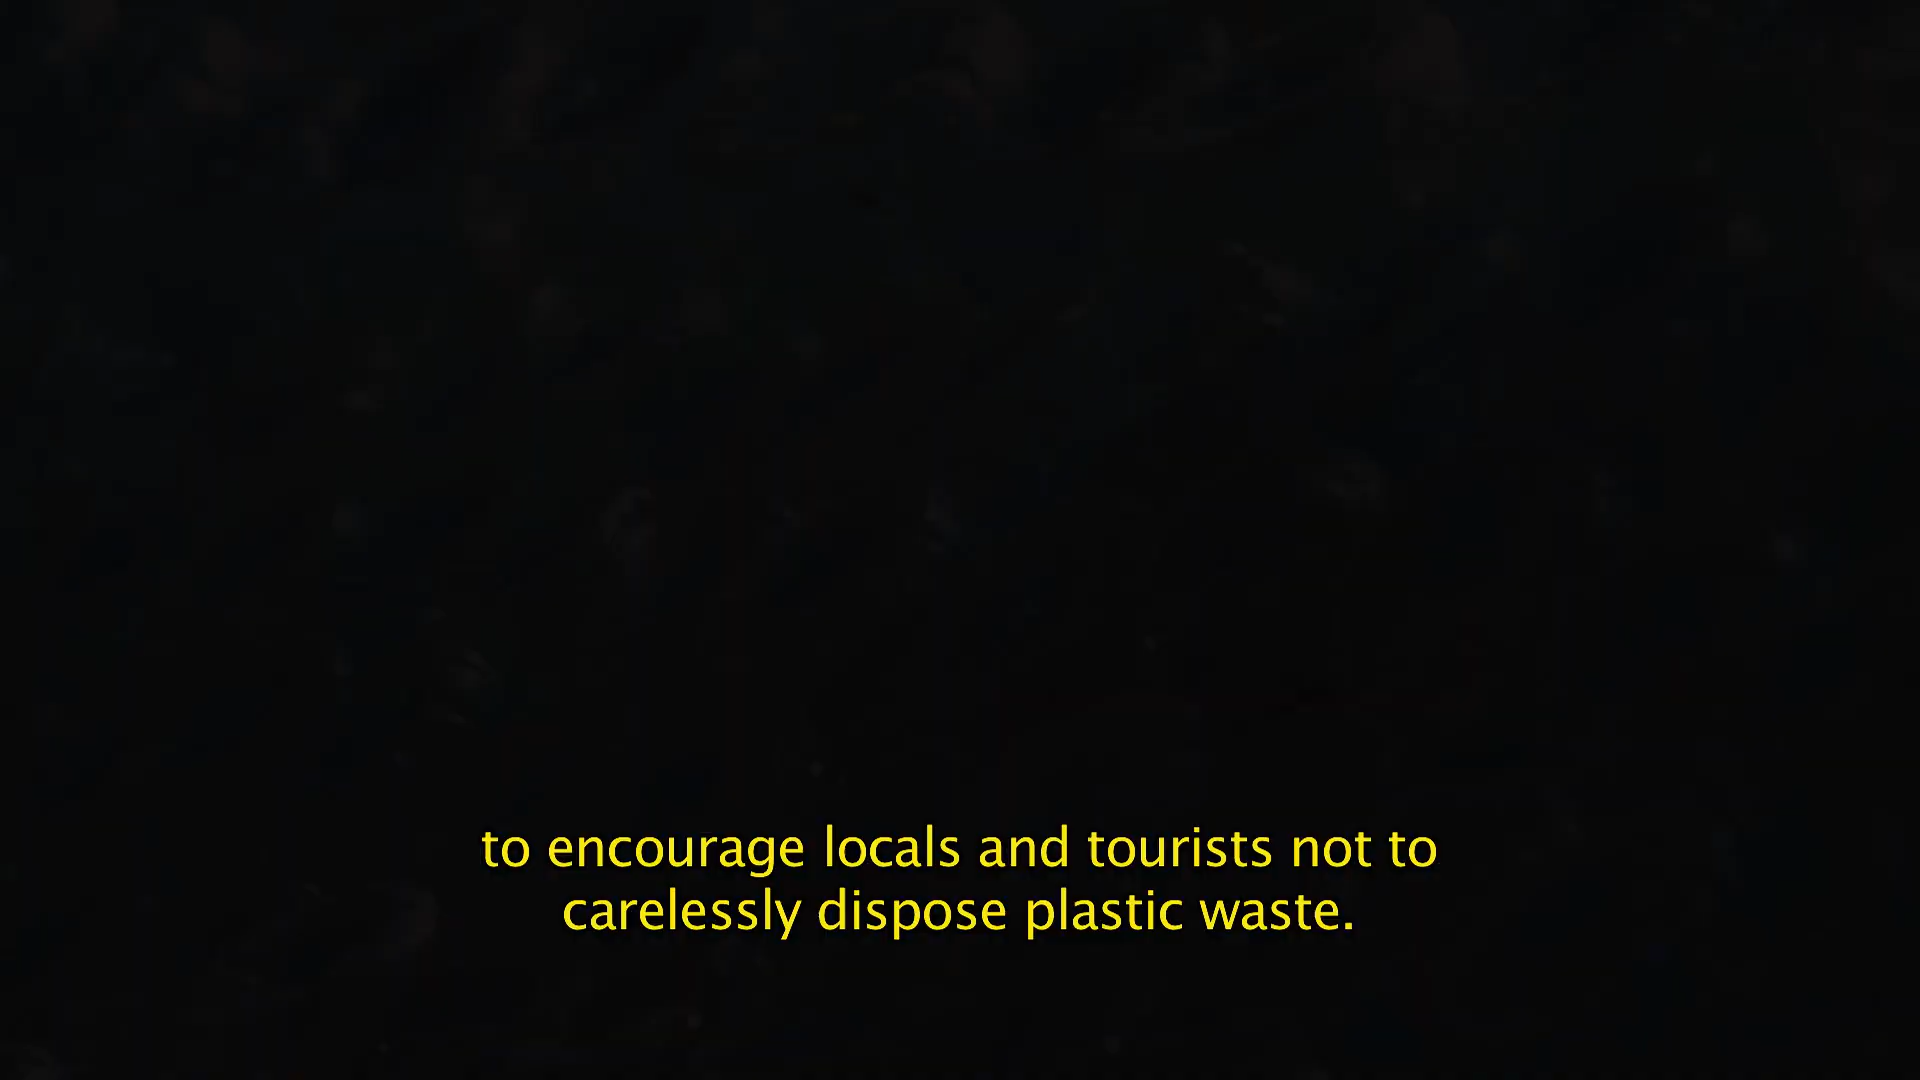 to encourage locals and tourists not to
carelessly dispose plastic waste.